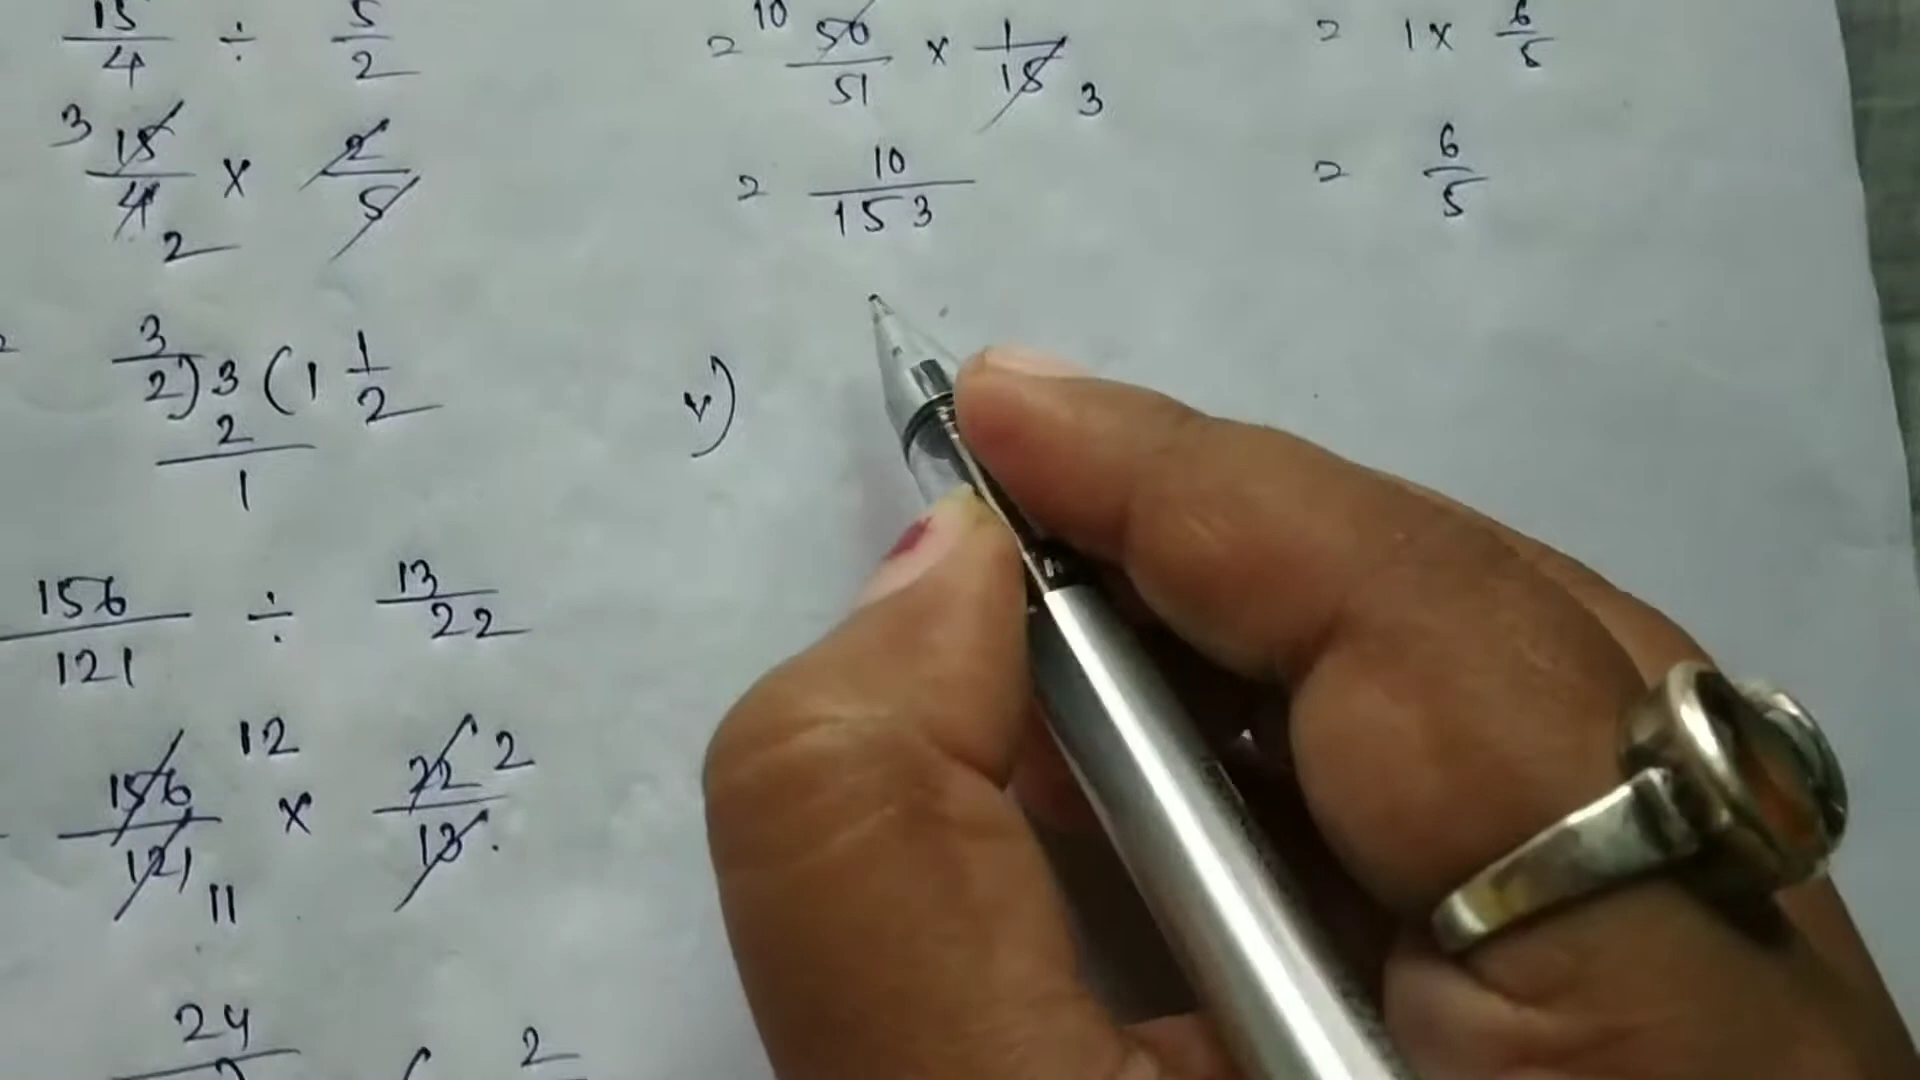 15/4 ÷ 5/2
3 15/4 2 × 2/5
3/2) 3 (1 1/2
2
1
156/121 ÷ 13/22
156/121 12 11 × 22/13 2
24
2
= 10 50/51 × 1/15 3
= 10/153
v)
= 1 × 6/5
= 6/5